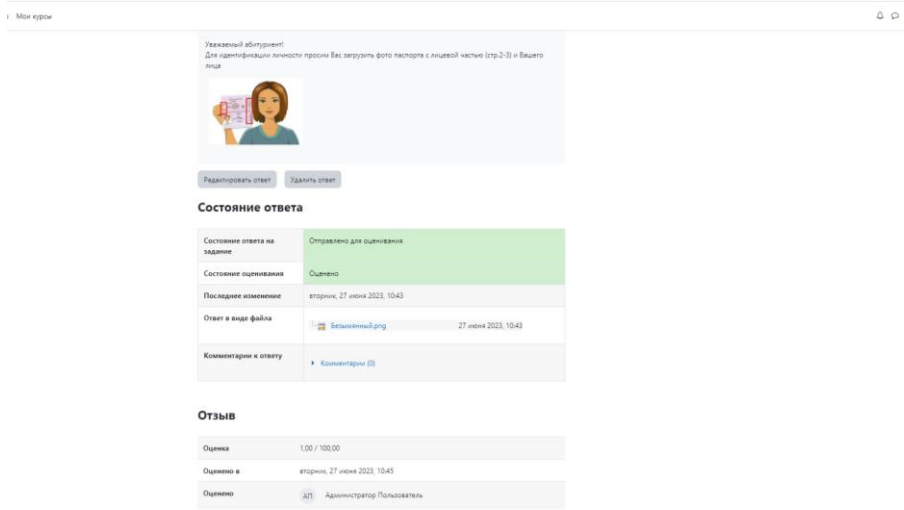 Мои курсы
Уважаемый абитуриент!
Для идентификации личности просим Вас загрузить фото паспорта с лицевой частью (стр.2-3) и Вашего
лица
Редактировать ответ Удалить ответ
Состояние ответа
Состояние ответа на
задание
Отправлено для оценивания
Состояние оценивания Оценено
Последнее изменение вторник, 27 июня 2023, 10:43
Ответ в виде файла
Безымянный.png 27 июня 2023, 10:43
Комментарии к ответу
Комментарии (0)
Отзыв
Оценка 1,00 / 100,00
Оценено в вторник, 27 июня 2023, 10:45
Оценено АП Администратор Пользователь